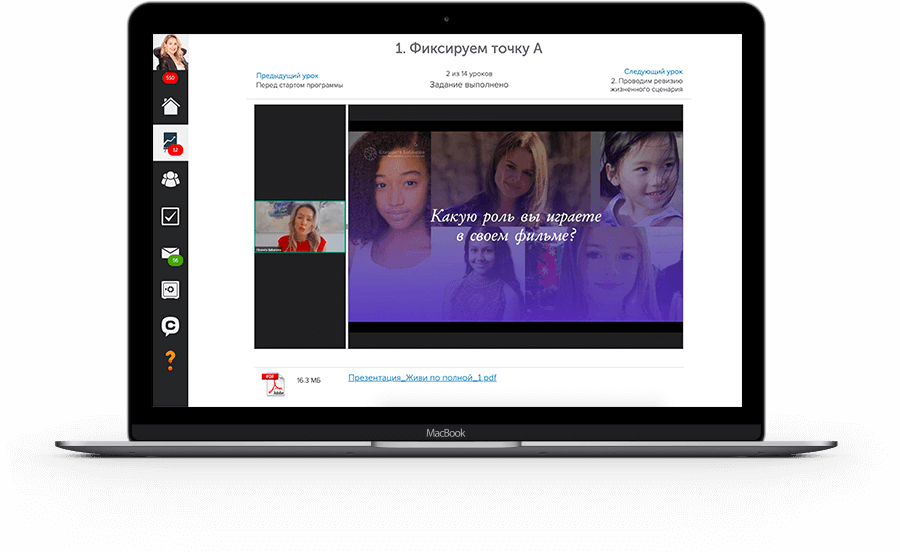 1. Фиксируем точку А
Предыдущий урок
Перед стартом программы
2 из 14 уроков
Задание выполнено
Следующий урок
2. Проводим ревизию
жизненного сценария
550
12
56
Какую роль вы играете
в своем фильме?
PDF
Adobe
16.3 МБ
Презентация_Живи по полной_1.pdf
MacBook